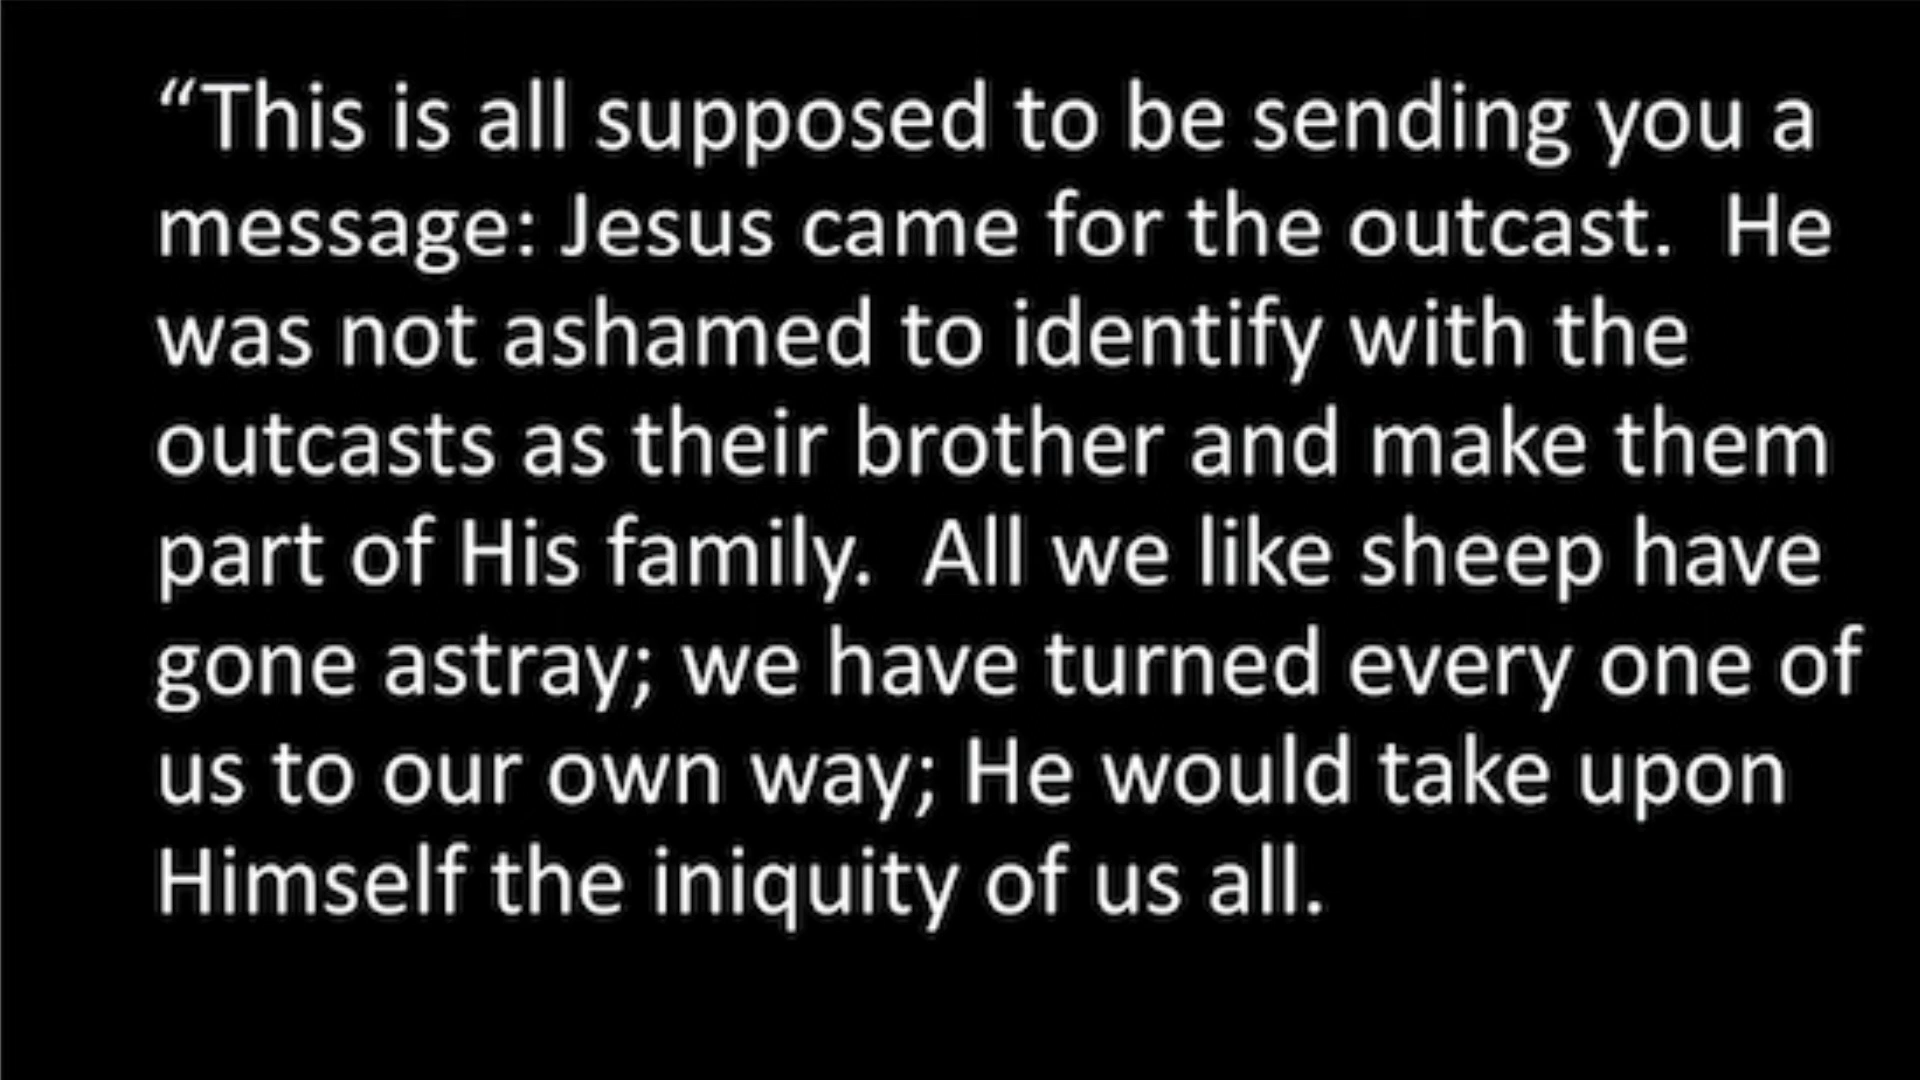 “This is all supposed to be sending you a
message: Jesus came for the outcast.  He
was not ashamed to identify with the
outcasts as their brother and make them
part of His family.  All we like sheep have
gone astray; we have turned every one of
us to our own way; He would take upon
Himself the iniquity of us all.